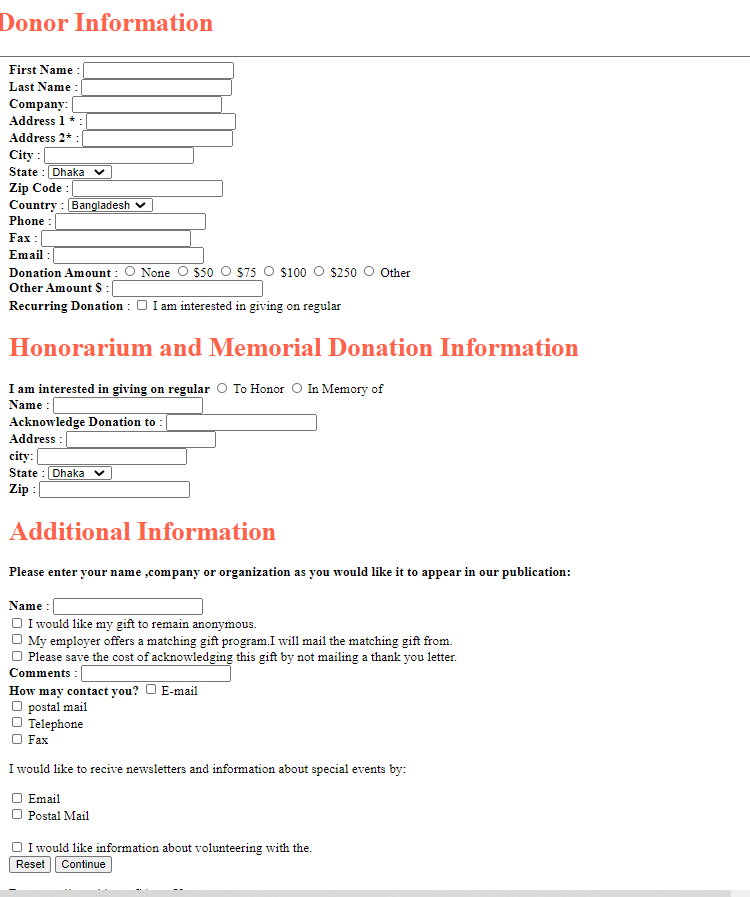 Donor Information
First Name :
Last Name :
Company:
Address 1 * :
Address 2* :
City :
State : Dhaka
Zip Code :
Country : Bangladesh
Phone :
Fax :
Email :
Donation Amount : None $50 $75 $100 $250 Other
Other Amount $ :
Recurring Donation : I am interested in giving on regular
Honorarium and Memorial Donation Information
I am interested in giving on regular To Honor In Memory of
Name :
Acknowledge Donation to :
Address :
city:
State : Dhaka
Zip :
Additional Information
Please enter your name ,company or organization as you would like it to appear in our publication:
Name :
I would like my gift to remain anonymous.
My employer offers a matching gift program.I will mail the matching gift from.
Please save the cost of acknowledging this gift by not mailing a thank you letter.
Comments :
How may contact you? E-mail
postal mail
Telephone
Fax
I would like to recive newsletters and information about special events by:
Email
Postal Mail
I would like information about volunteering with the.
Reset Continue